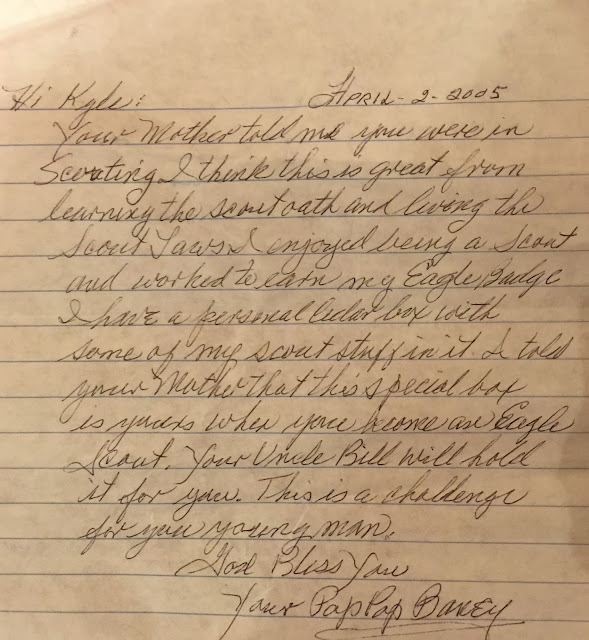 Hi Kyle: April-2-2005
Your Mother told me you were in
Scouting I think this is great from
learning the scout oath and living the
Scout Laws I enjoyed being a Scout
and worked to earn my Eagle Badge
I have a personal Cedar box with
some of my scout stuff in it. I told
your Mother that this special box
is yours when you become an Eagle
Scout. Your Uncle Bill will hold
it for you. This is a challenge
for you young man.
God Bless You
Your PapPap